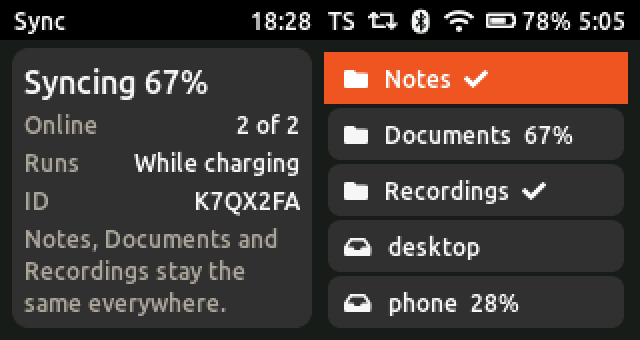 Sync 18:28 TS 78% 5:05
Syncing 67%
Online 2 of 2
Runs While charging
ID K7QX2FA
Notes, Documents and
Recordings stay the
same everywhere.
Notes
Documents 67%
Recordings
desktop
phone 28%